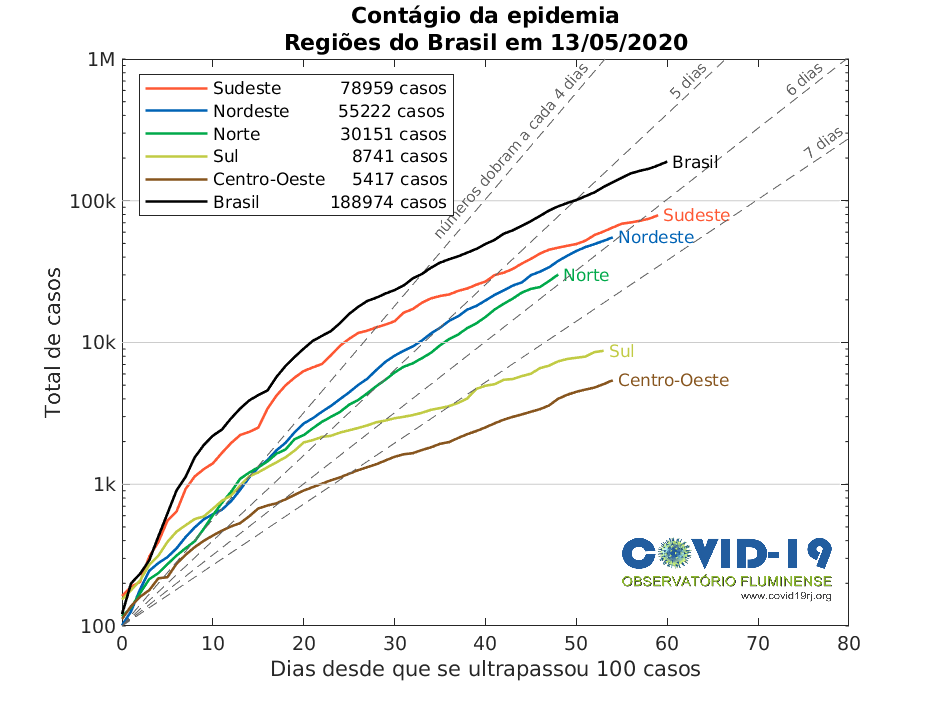 Contágio da epidemia
Regiões do Brasil em 13/05/2020
1M
100k
10k
1k
100
Total de casos
Sudeste 78959 casos
Nordeste 55222 casos
Norte 30151 casos
Sul 8741 casos
Centro-Oeste 5417 casos
Brasil 188974 casos
números dobram a cada 4 dias
5 dias
6 dias
7 dias
Brasil
Sudeste
Nordeste
Norte
Sul
Centro-Oeste
COVID-19
OBSERVATÓRIO FLUMINENSE
www.covid19rj.org
0 10 20 30 40 50 60 70 80
Dias desde que se ultrapassou 100 casos